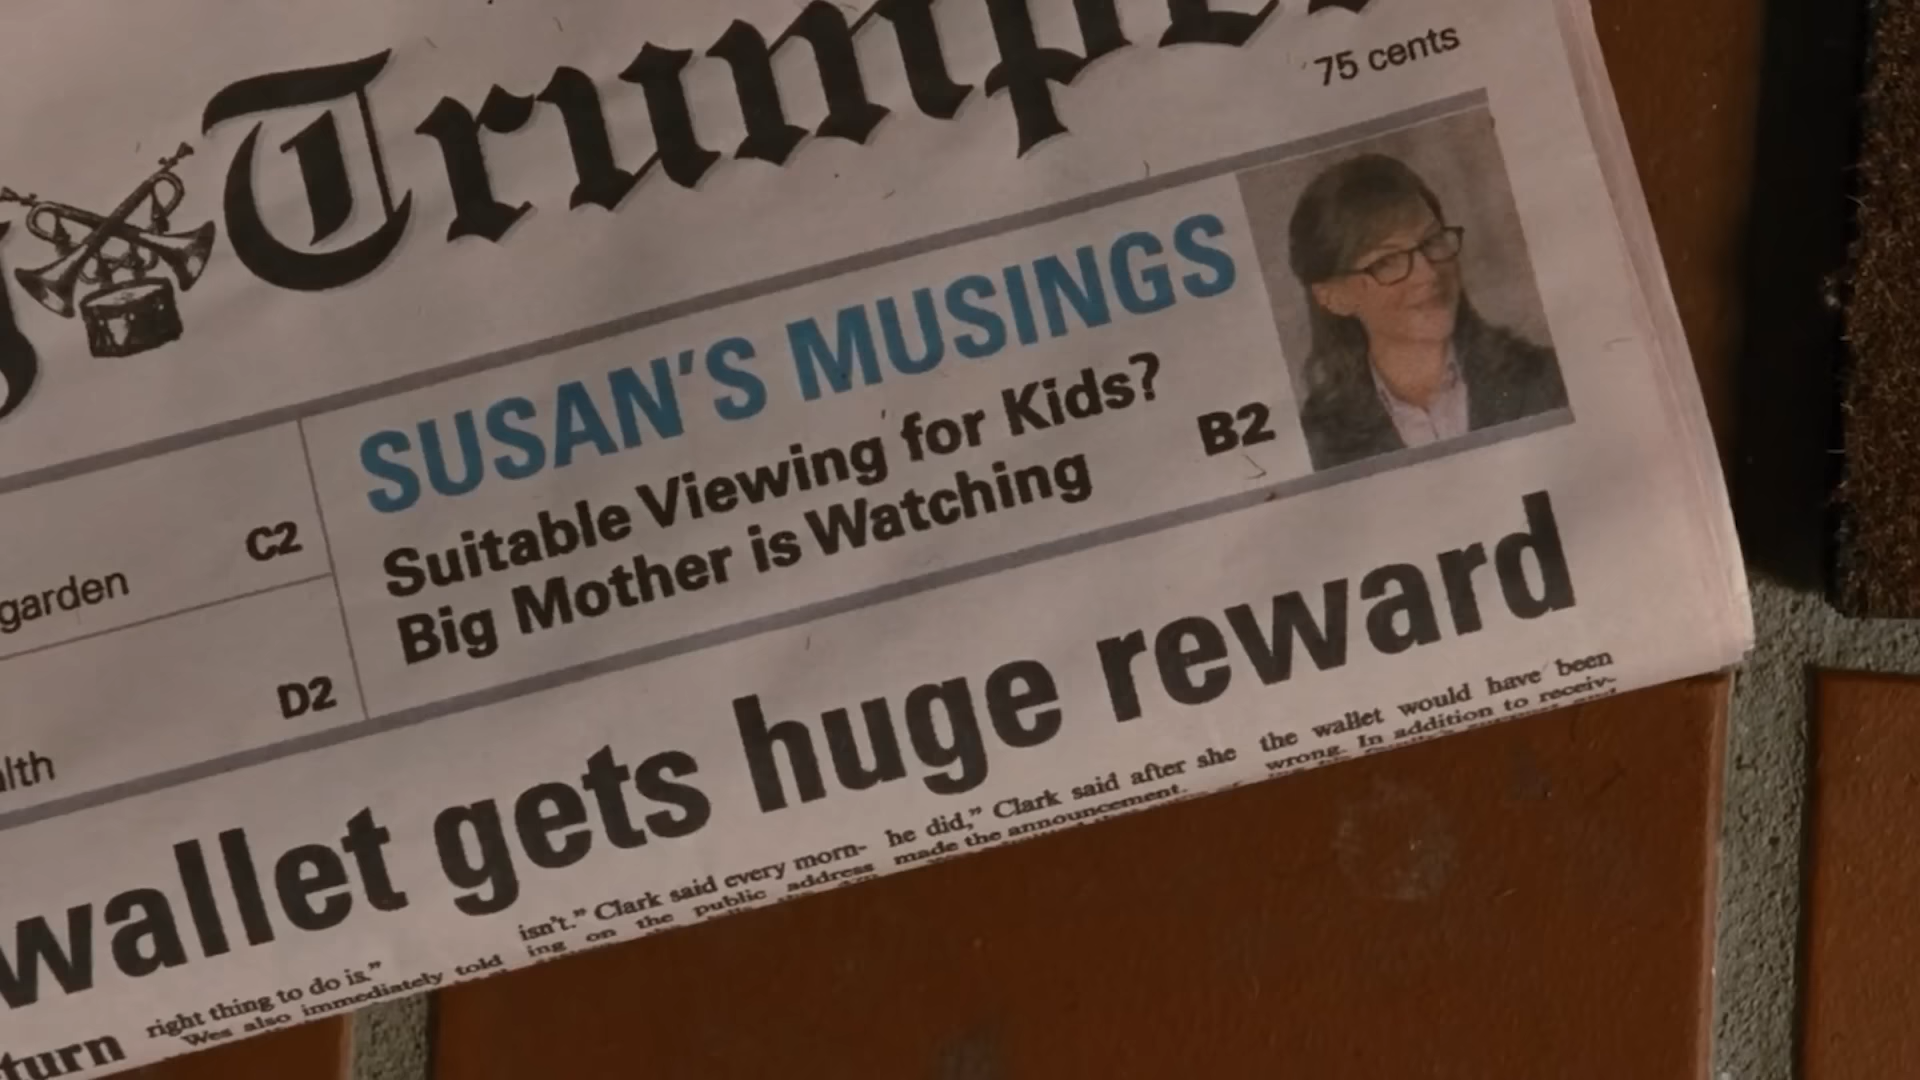 Trumpet
75 cents
SUSAN'S MUSINGS
Suitable Viewing for Kids?
Big Mother is Watching
B2
C2
garden
D2
wallet gets huge reward
turn
right thing to do is."
Wes also immediately told
isn't." Clark said every morn-
ing on the public address
he did," Clark said after she
made the announcement.
the wallet would have been
wrong. In addition to receiv-